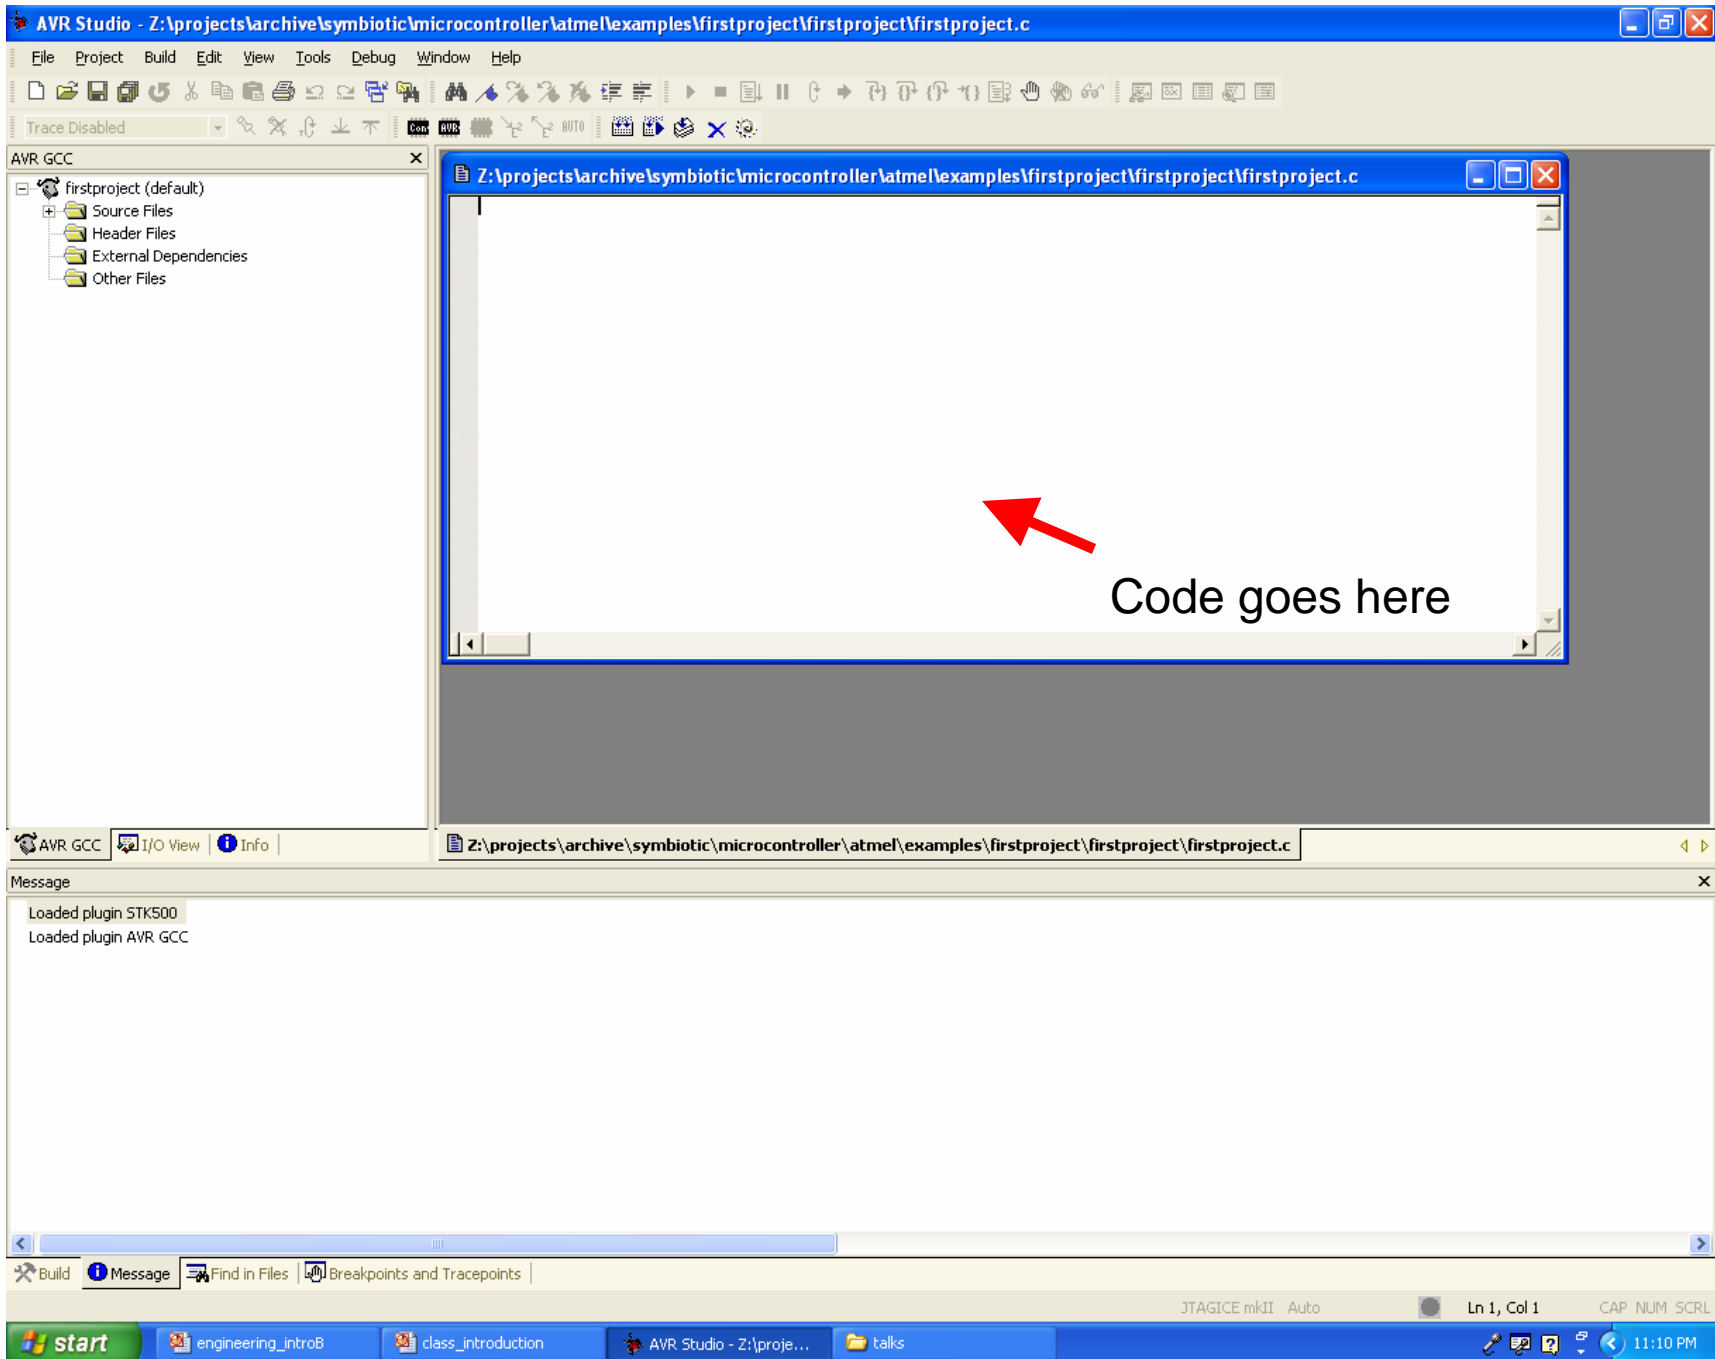 AVR Studio - Z:\projects\archive\symbiotic\microcontroller\atmel\examples\firstproject\firstproject\firstproject.c
File Project Build Edit View Tools Debug Window Help
Trace Disabled
Con AVR AUTO
AVR GCC
firstproject (default)
Source Files
Header Files
External Dependencies
Other Files
Z:\projects\archive\symbiotic\microcontroller\atmel\examples\firstproject\firstproject\firstproject.c
Code goes here
AVR GCC I/O View Info
Z:\projects\archive\symbiotic\microcontroller\atmel\examples\firstproject\firstproject\firstproject.c
Message
Loaded plugin STK500
Loaded plugin AVR GCC
Build Message Find in Files Breakpoints and Tracepoints
JTAGICE mkII Auto Ln 1, Col 1 CAP NUM SCRL
start engineering_introB class_introduction AVR Studio - Z:\proje... talks 11:10 PM